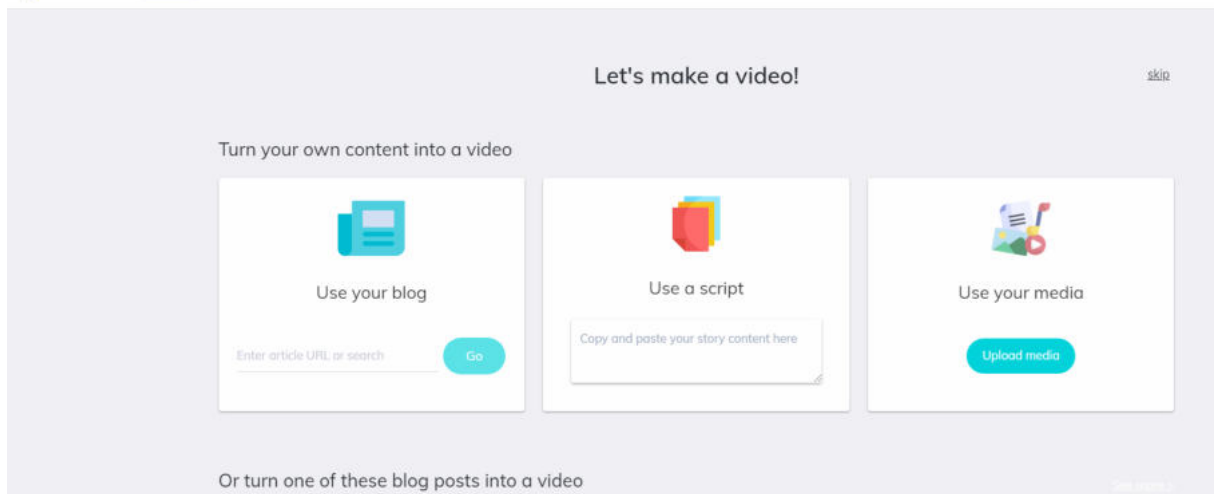 Let's make a video!
skip
Turn your own content into a video
Use your blog
Enter article URL or search
Go
Use a script
Copy and paste your story content here
Use your media
Upload media
Or turn one of these blog posts into a video